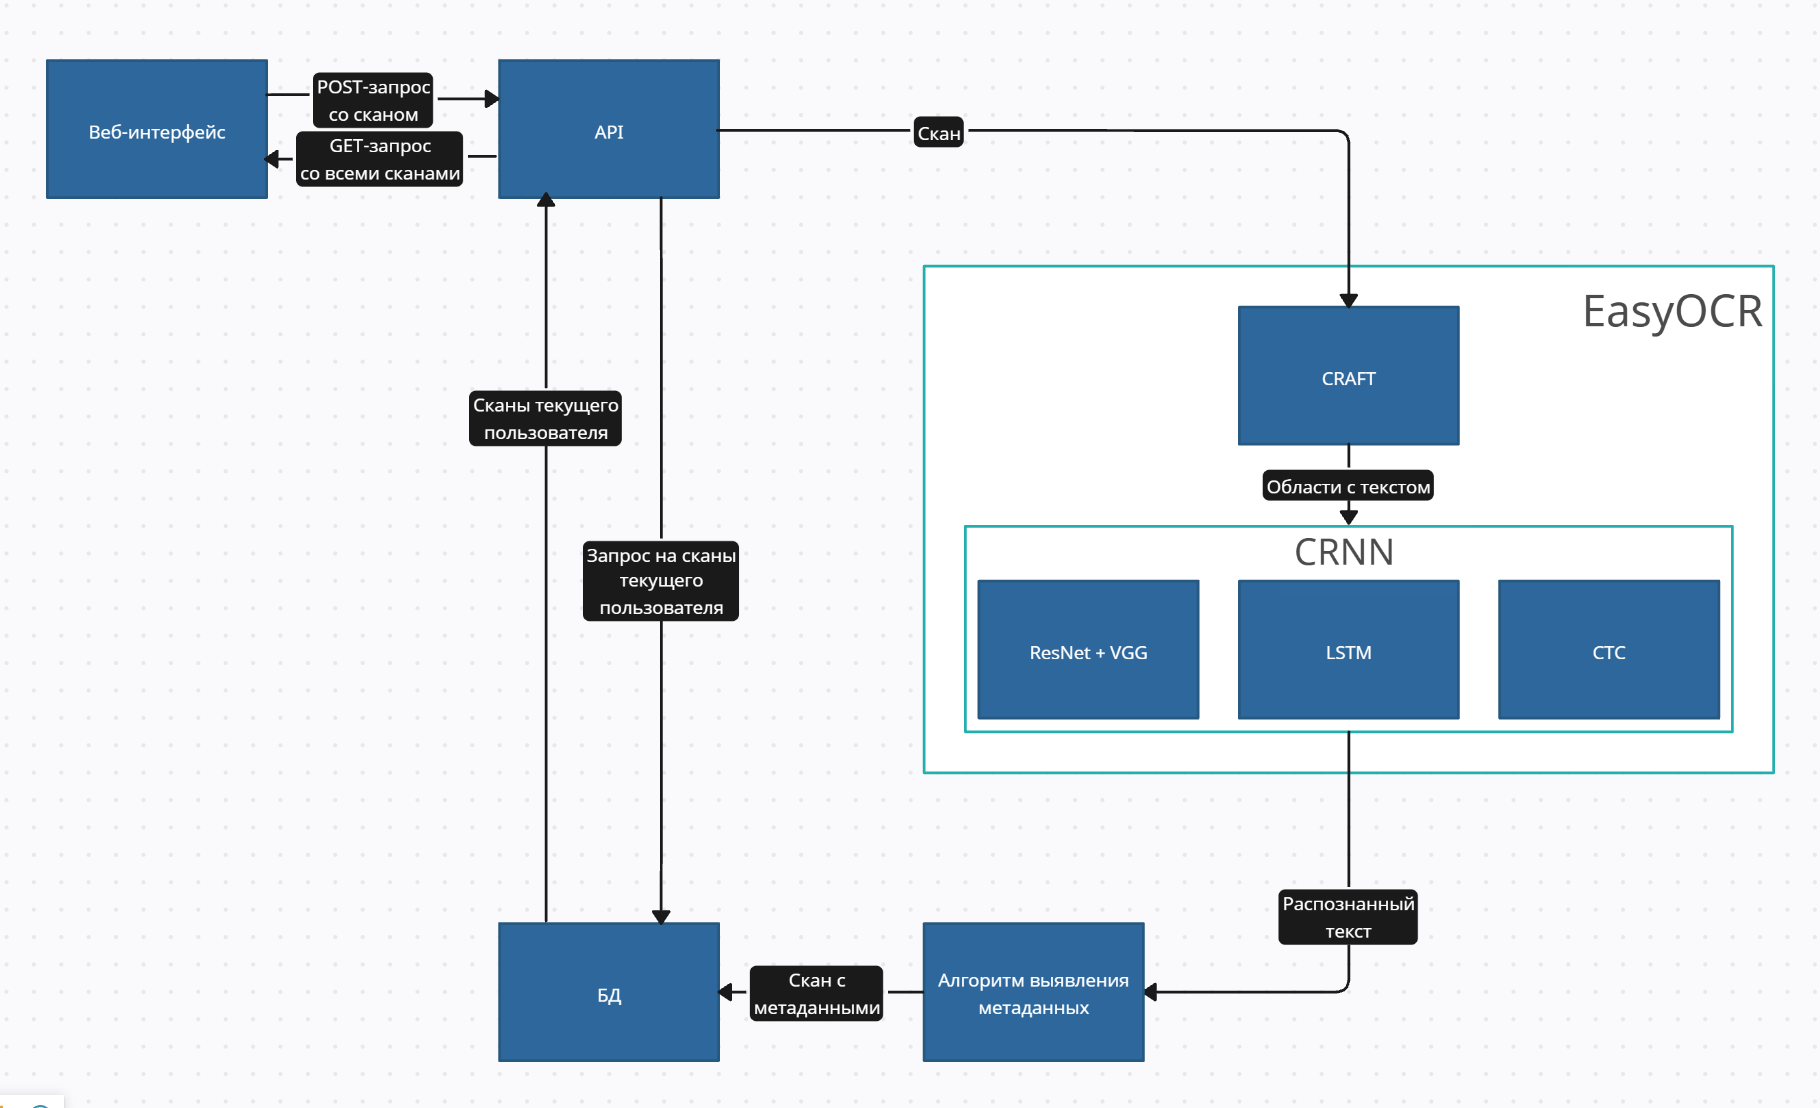 Веб-интерфейс
POST-запрос
со сканом
GET-запрос
со всеми сканами
API
Скан
EasyOCR
CRAFT
Области с текстом
CRNN
ResNet + VGG
LSTM
CTC
Сканы текущего
пользователя
Запрос на сканы
текущего
пользователя
Распознанный
текст
Алгоритм выявления
метаданных
Скан с
метаданными
БД